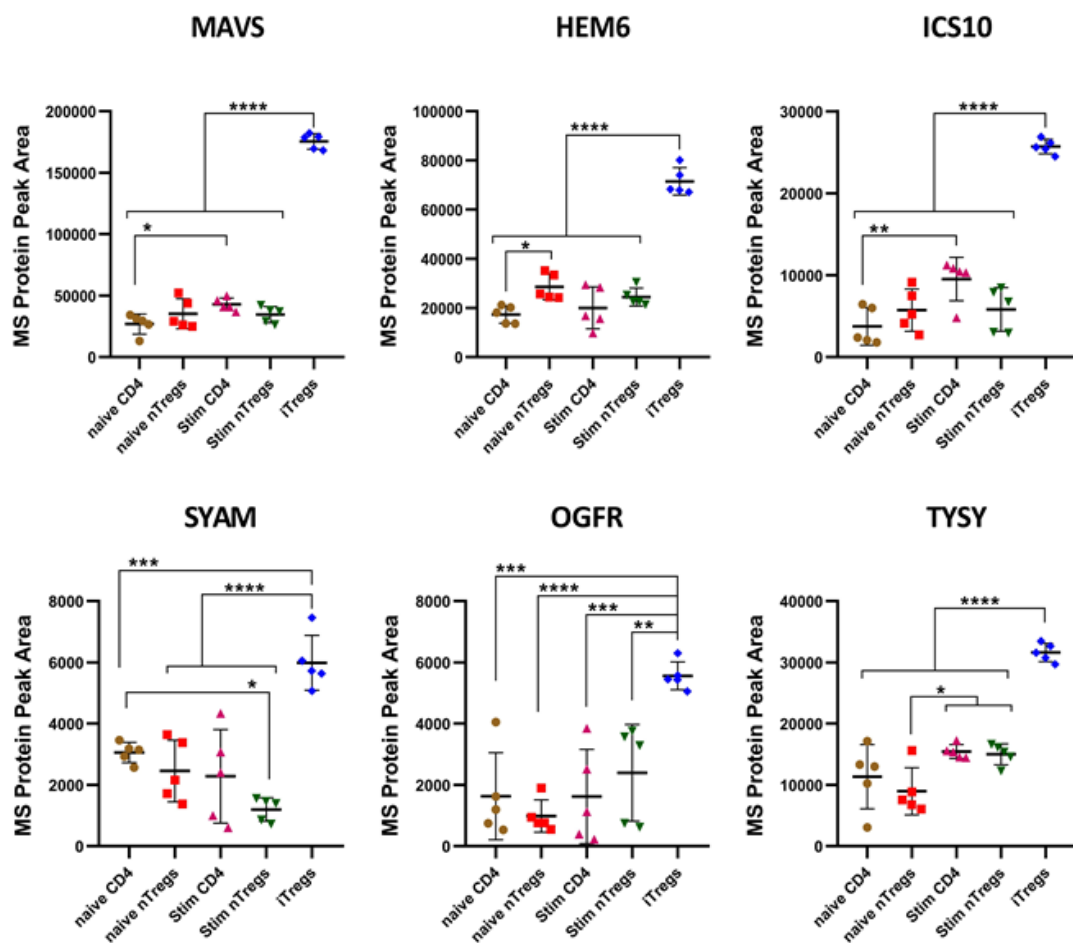 MAVS
HEM6
ICS10
MS Protein Peak Area
200000
150000
100000
50000
0
****
*
naive CD4
naive nTregs
Stim CD4
Stim nTregs
iTregs
MS Protein Peak Area
100000
80000
60000
40000
20000
0
****
*
naive CD4
naive nTregs
Stim CD4
Stim nTregs
iTregs
MS Protein Peak Area
30000
20000
10000
0
****
**
naive CD4
naive nTregs
Stim CD4
Stim nTregs
iTregs
SYAM
OGFR
TYSY
MS Protein Peak Area
8000
6000
4000
2000
0
***
****
*
naive CD4
naive nTregs
Stim CD4
Stim nTregs
iTregs
MS Protein Peak Area
8000
6000
4000
2000
0
***
****
***
**
naive CD4
naive nTregs
Stim CD4
Stim nTregs
iTregs
MS Protein Peak Area
40000
30000
20000
10000
0
****
*
naive CD4
naive nTregs
Stim CD4
Stim nTregs
iTregs